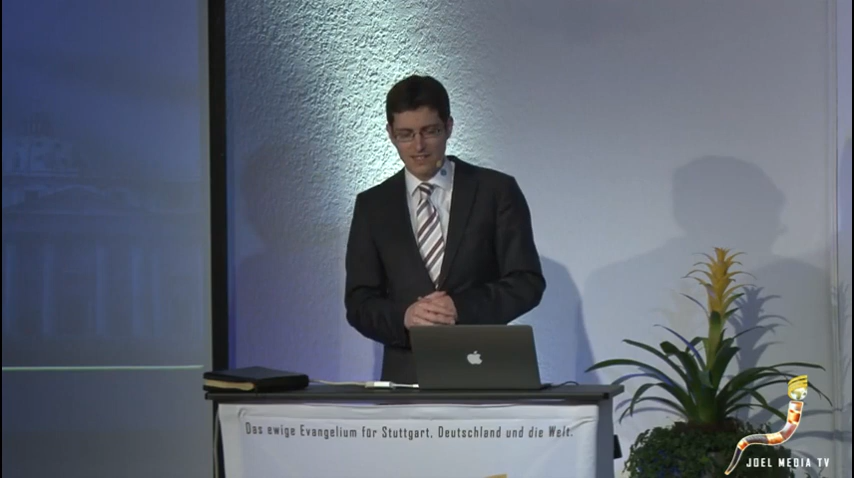 Das ewige Evangelium für Stuttgart, Deutschland und die Welt.
JOEL MEDIA TV